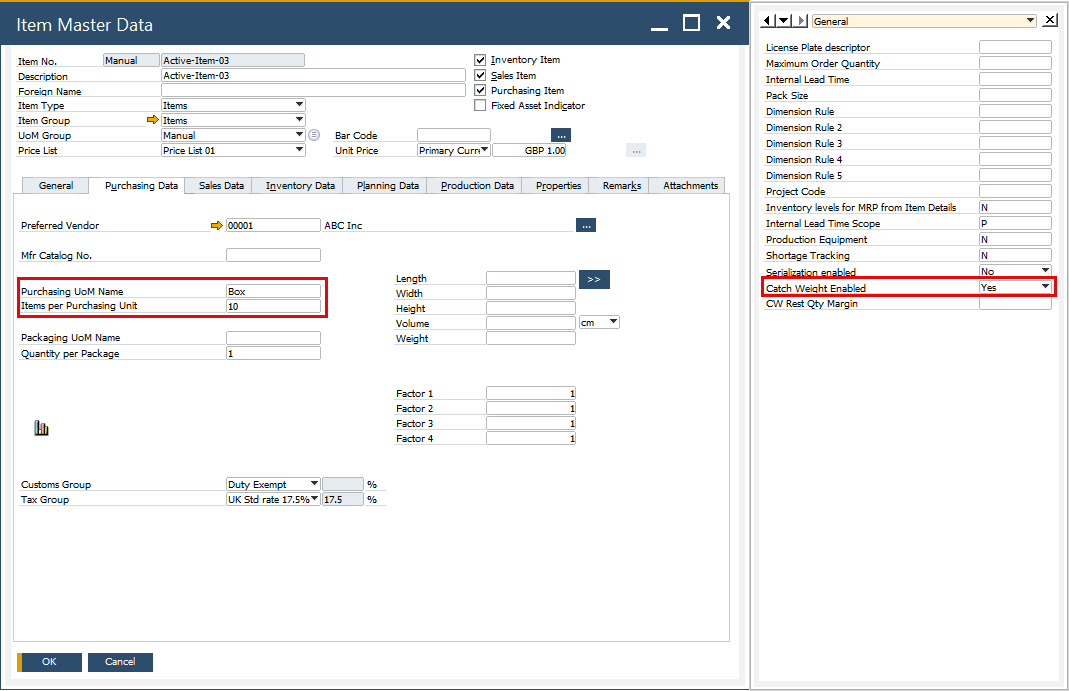 Item Master Data
Item No. Manual Active-Item-03
Description Active-Item-03
Foreign Name
Item Type Items
Item Group Items
UoM Group Manual
Price List Price List 01
Inventory Item
Sales Item
Purchasing Item
Fixed Asset Indicator
Bar Code ...
Unit Price Primary Curre GBP 1.00 ...
General Purchasing Data Sales Data Inventory Data Planning Data Production Data Properties Remarks Attachments
Preferred Vendor 00001 ABC Inc ...
Mfr Catalog No.
Purchasing UoM Name Box
Items per Purchasing Unit 10
Packaging UoM Name
Quantity per Package 1
Length >>
Width
Height
Volume cm
Weight
Factor 1 1
Factor 2 1
Factor 3 1
Factor 4 1
Customs Group Duty Exempt %
Tax Group UK Std rate 17.5% 17.5 %
OK Cancel
General
License Plate descriptor
Maximum Order Quantity
Internal Lead Time
Pack Size
Dimension Rule
Dimension Rule 2
Dimension Rule 3
Dimension Rule 4
Dimension Rule 5
Project Code
Inventory levels for MRP from Item Details N
Internal Lead Time Scope P
Production Equipment N
Shortage Tracking N
Serialization enabled No
Catch Weight Enabled Yes
CW Rest Qty Margin